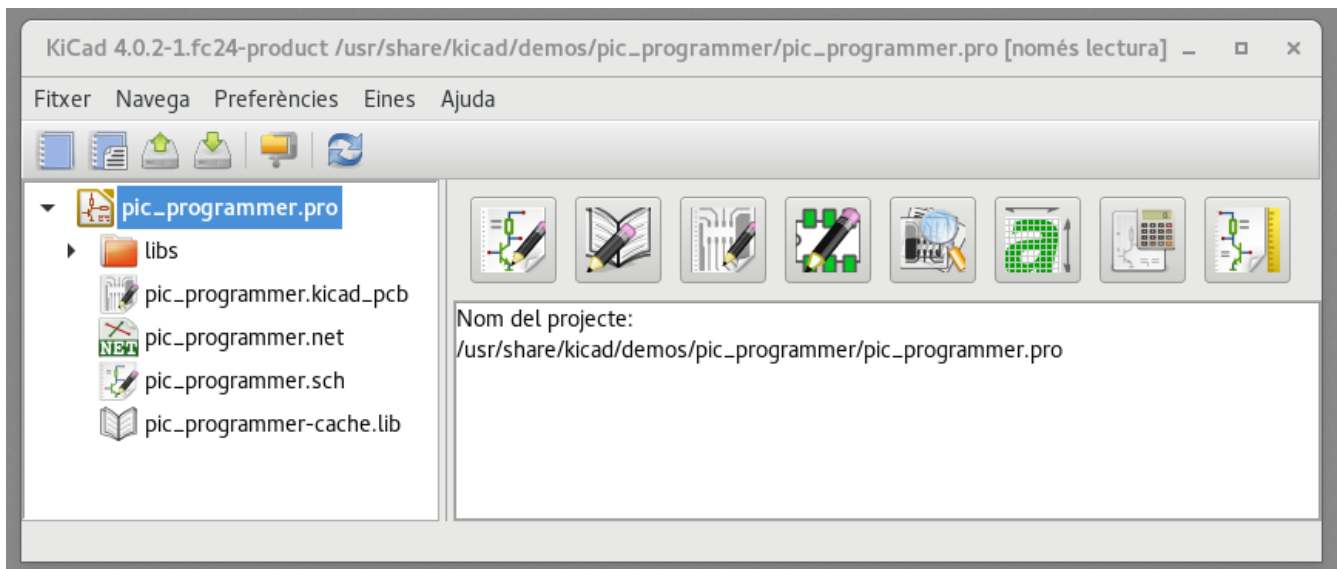 KiCad 4.0.2-1.fc24-product /usr/share/kicad/demos/pic_programmer/pic_programmer.pro [només lectura]
Fitxer Navega Preferències Eines Ajuda
pic_programmer.pro
libs
pic_programmer.kicad_pcb
NET pic_programmer.net
pic_programmer.sch
pic_programmer-cache.lib
a
Nom del projecte:
/usr/share/kicad/demos/pic_programmer/pic_programmer.pro